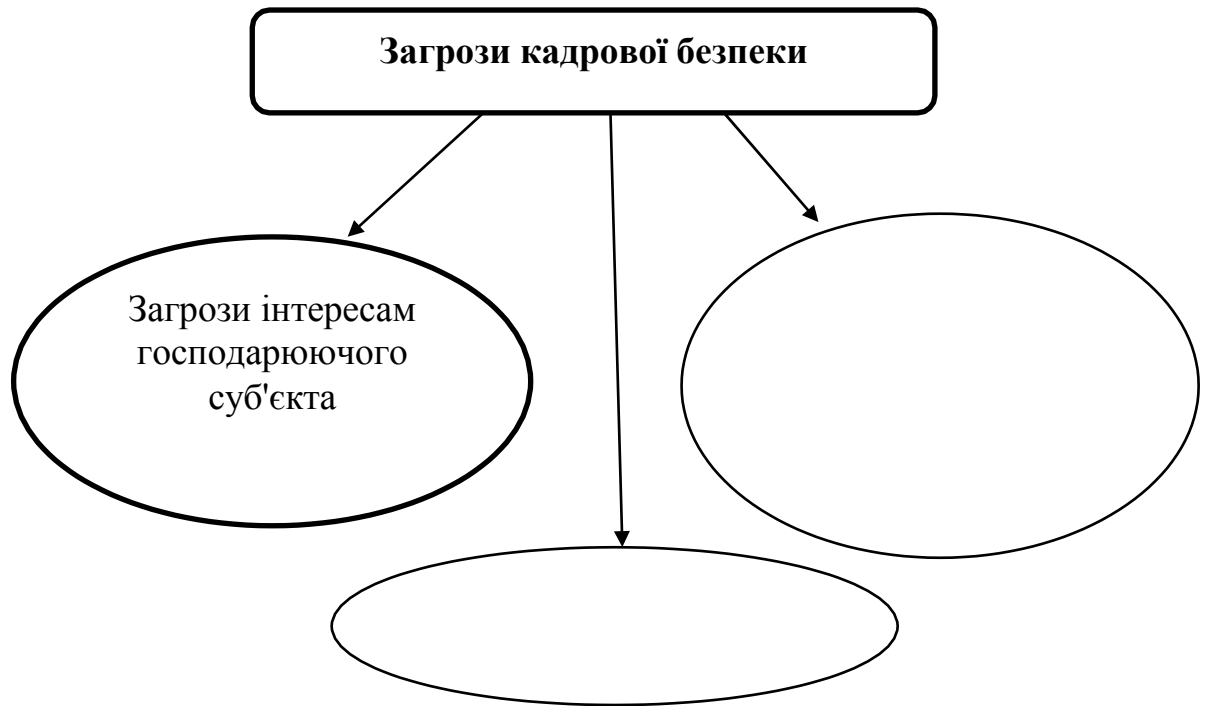 Загрози кадрової безпеки
Загрози інтересам
господарюючого
суб'єкта